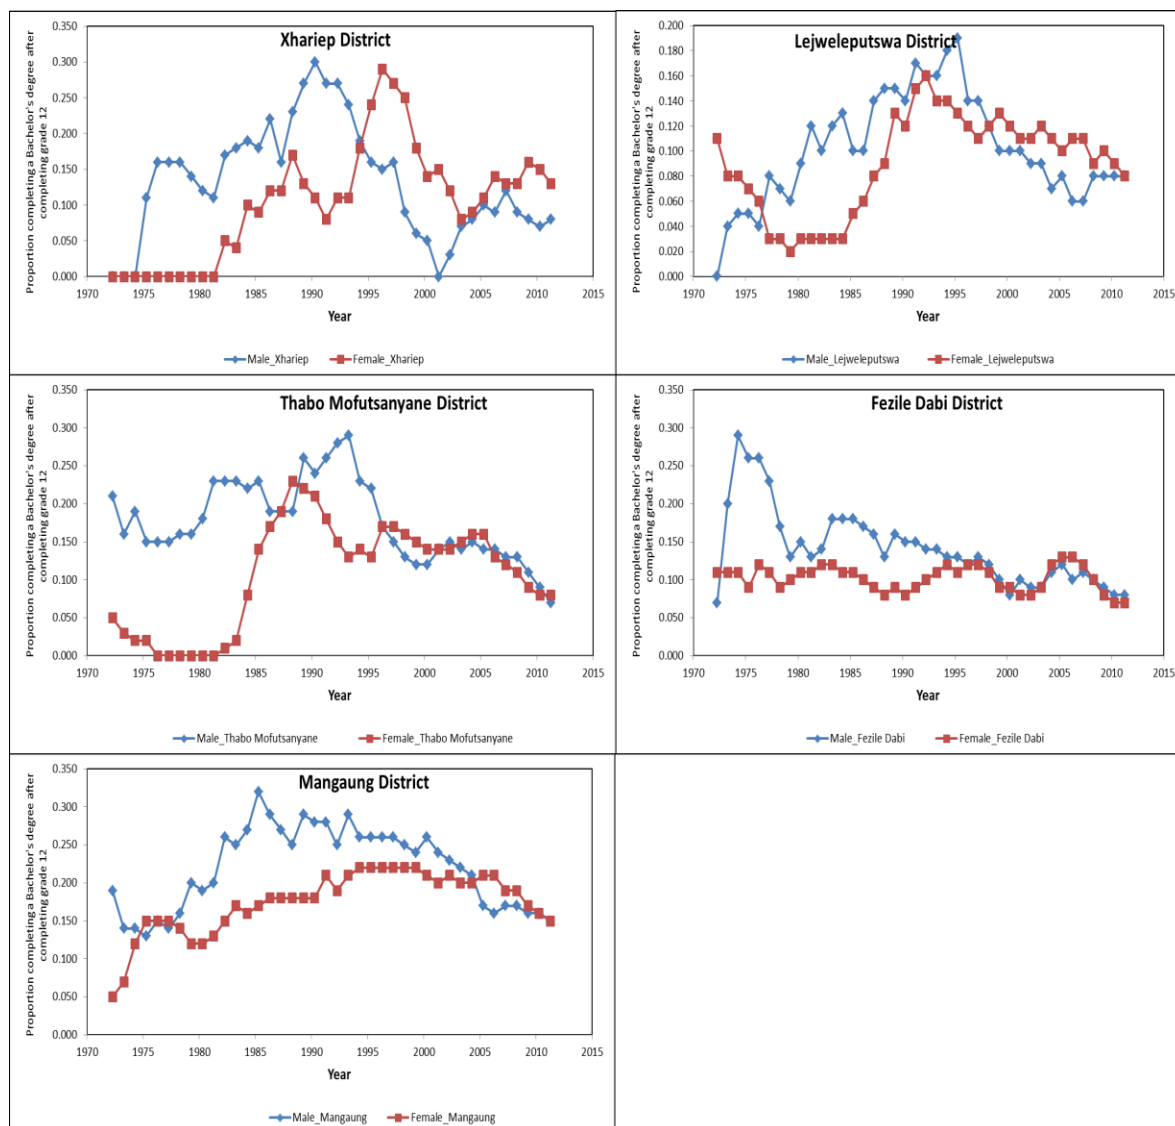 Xhariep District
Proportion completing a Bachelor's degree after
completing grade 12
0.350
0.300
0.250
0.200
0.150
0.100
0.050
0.000
1970 1975 1980 1985 1990 1995 2000 2005 2010 2015
Year
Male_Xhariep Female_Xhariep
Lejweleputswa District
Proportion completing a Bachelor's degree after
completing grade 12
0.200
0.180
0.160
0.140
0.120
0.100
0.080
0.060
0.040
0.020
0.000
1970 1975 1980 1985 1990 1995 2000 2005 2010 2015
Year
Male_Lejweleputswa Female_Lejweleputswa
Thabo Mofutsanyane District
Proportion completing a Bachelor's degree after
completing grade 12
0.350
0.300
0.250
0.200
0.150
0.100
0.050
0.000
1970 1975 1980 1985 1990 1995 2000 2005 2010 2015
Year
Male_Thabo Mofutsanyane Female_Thabo Mofutsanyane
Fezile Dabi District
Proportion completing a Bachelor's degree after
completing grade 12
0.350
0.300
0.250
0.200
0.150
0.100
0.050
0.000
1970 1975 1980 1985 1990 1995 2000 2005 2010 2015
Year
Male_Fezile Dabi Female_Fezile Dabi
Mangaung District
Proportion completing a Bachelor's degree after
completing grade 12
0.350
0.300
0.250
0.200
0.150
0.100
0.050
0.000
1970 1975 1980 1985 1990 1995 2000 2005 2010 2015
Year
Male_Mangaung Female_Mangaung